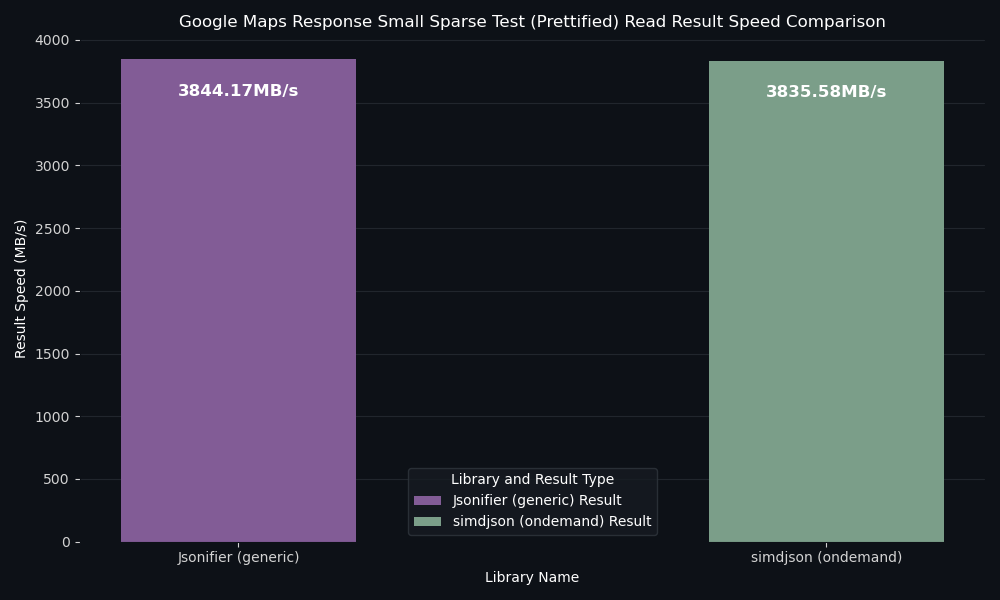 Google Maps Response Small Sparse Test (Prettified) Read Result Speed Comparison
4000
3500
3000
2500
2000
1500
1000
500
0
Result Speed (MB/s)
3844.17MB/s
3835.58MB/s
Library and Result Type
Jsonifier (generic) Result
simdjson (ondemand) Result
Jsonifier (generic)
simdjson (ondemand)
Library Name